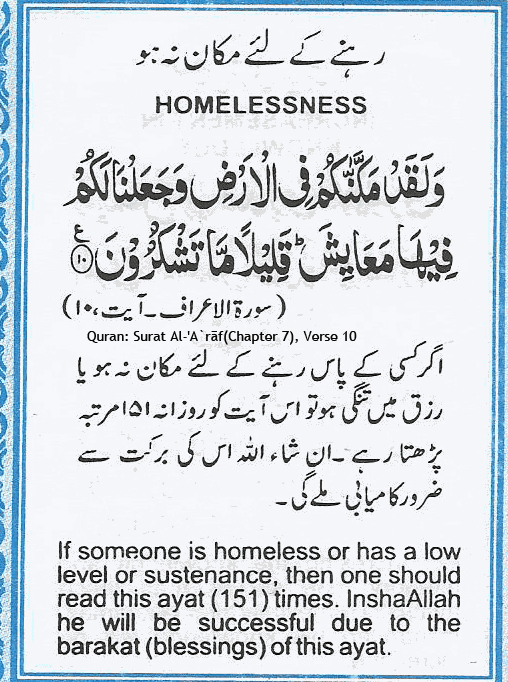 رہنے کے لئے مکان نہ ہو
HOMELESSNESS
وَلَقَدْ مَكَّنّٰكُمْ فِی الْاَرْضِ وَجَعَلْنَا لَكُمْ
فِیْهَا مَعَایِشَ ؕ قَلِیْلًا مَّا تَشْكُرُوْنَ ۧ۝۱۰
(سورۃ الاعراف ۔ آیت، ۱۰)
Quran: Surat Al-'A`rāf(Chapter 7), Verse 10
اگر کسی کے پاس رہنے کے لئے مکان نہ ہو یا
رزق میں تنگی ہو تو اس آیت کو روزانہ ۱۵۱ مرتبہ
پڑھتا رہے ۔ ان شاء اللہ اس کی برکت سے
ضرور کامیابی ملے گی ۔
If someone is homeless or has a low
level or sustenance, then one should
read this ayat (151) times. InshaAllah
he will be successful due to the
barakat (blessings) of this ayat.